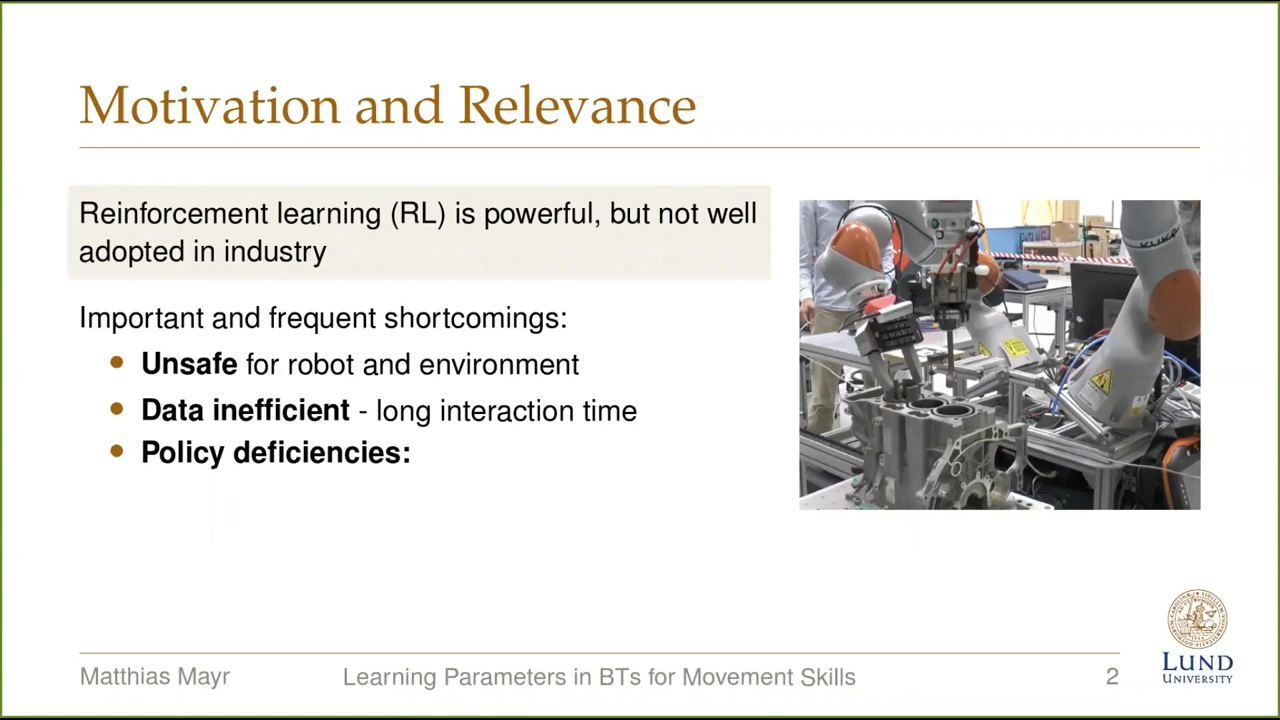 Motivation and Relevance
Reinforcement learning (RL) is powerful, but not well
adopted in industry
Important and frequent shortcomings:
Unsafe for robot and environment
Data inefficient - long interaction time
Policy deficiencies:
KUKA
Matthias Mayr
Learning Parameters in BTs for Movement Skills
2
LUND
UNIVERSITY